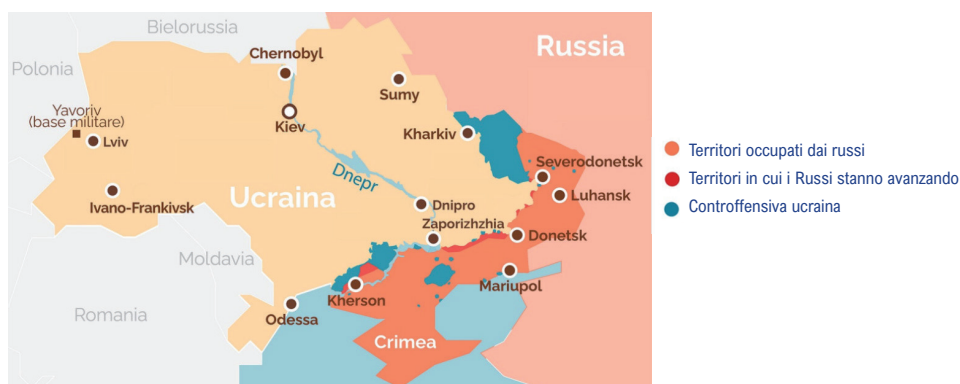 Bielorussia
Russia
Chernobyl
Polonia
Sumy
Yavoriv
(base militare)
Kiev
Kharkiv
Lviv
Severodonetsk
Dnepr
Luhansk
Ucraina
Ivano-Frankivsk
Dnipro
Zaporizhzhia
Donetsk
Moldavia
Mariupol
Kherson
Odessa
Romania
Crimea
Territori occupati dai russi
Territori in cui i Russi stanno avanzando
Controffensiva ucraina